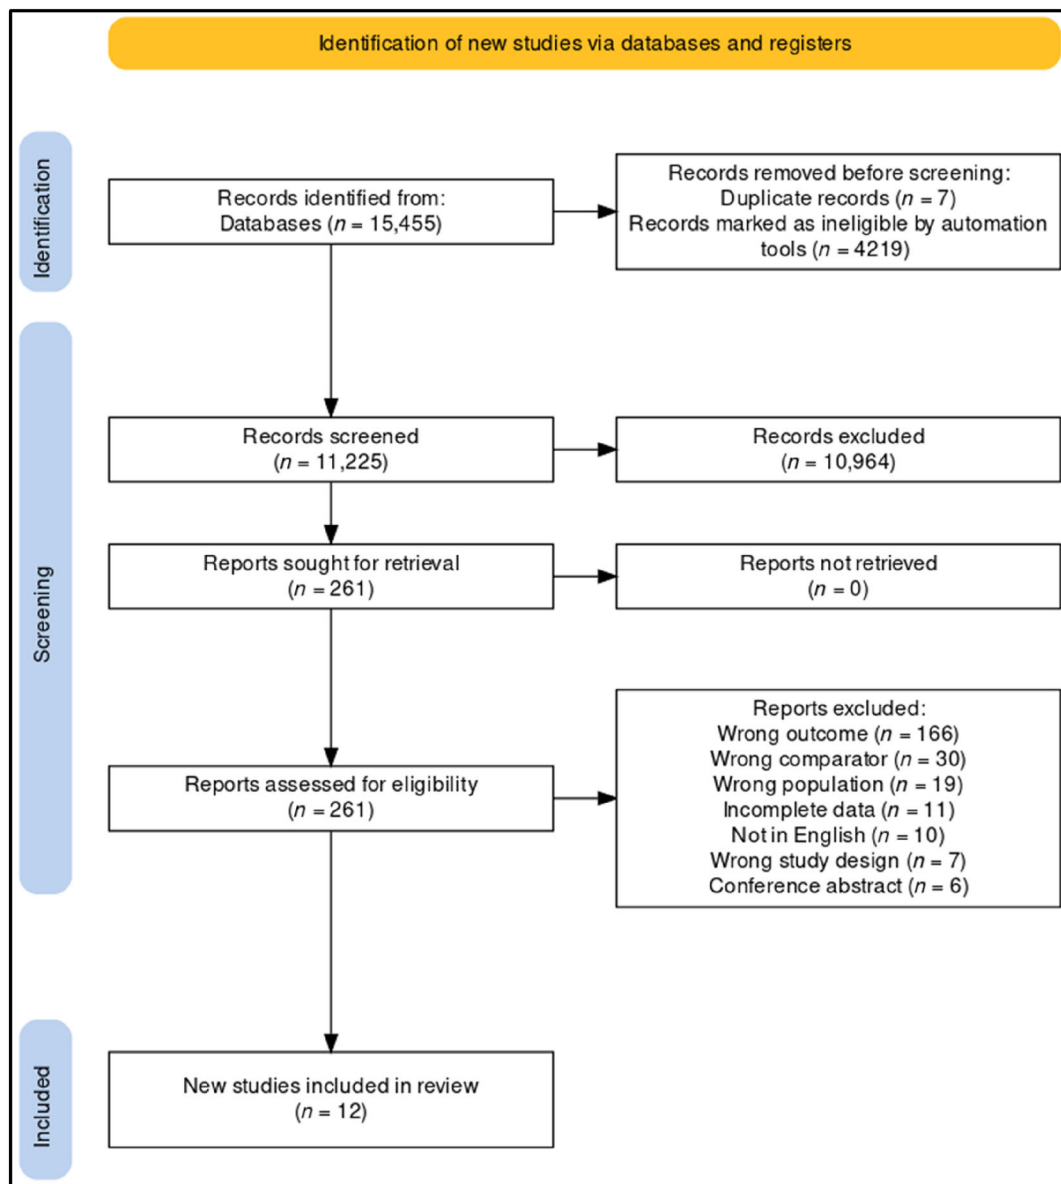 Identification of new studies via databases and registers
Identification
Records identified from:
Databases (n = 15,455)
Records removed before screening:
Duplicate records (n = 7)
Records marked as ineligible by automation
tools (n = 4219)
Screening
Records screened
(n = 11,225)
Records excluded
(n = 10,964)
Reports sought for retrieval
(n = 261)
Reports not retrieved
(n = 0)
Reports assessed for eligibility
(n = 261)
Reports excluded:
Wrong outcome (n = 166)
Wrong comparator (n = 30)
Wrong population (n = 19)
Incomplete data (n = 11)
Not in English (n = 10)
Wrong study design (n = 7)
Conference abstract (n = 6)
Included
New studies included in review
(n = 12)